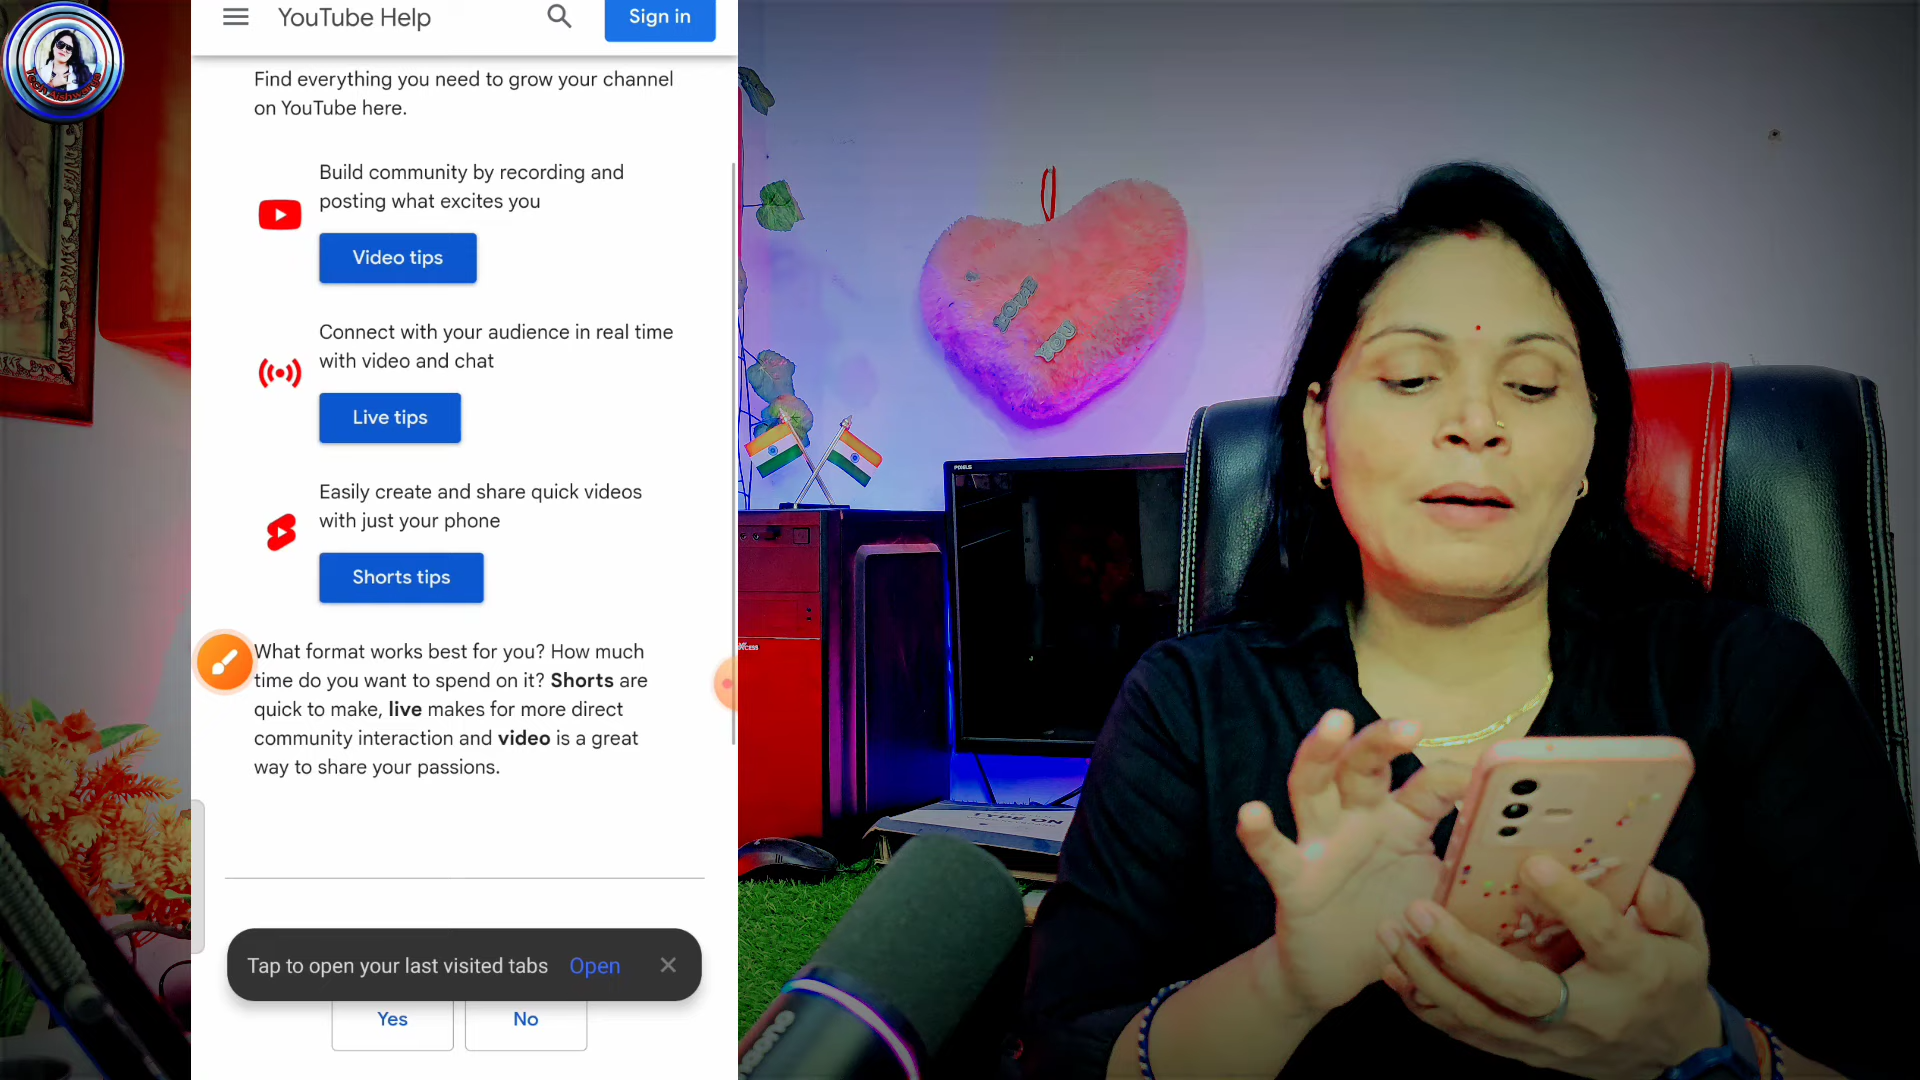 YouTube Help
Sign in
Find everything you need to grow your channel
on YouTube here.
Build community by recording and
posting what excites you
Video tips
Connect with your audience in real time
with video and chat
Live tips
Easily create and share quick videos
with just your phone
Shorts tips
What format works best for you? How much
time do you want to spend on it? Shorts are
quick to make, live makes for more direct
community interaction and video is a great
way to share your passions.
Tap to open your last visited tabs Open
Yes
No
LOVE
YOU
TYPE ON